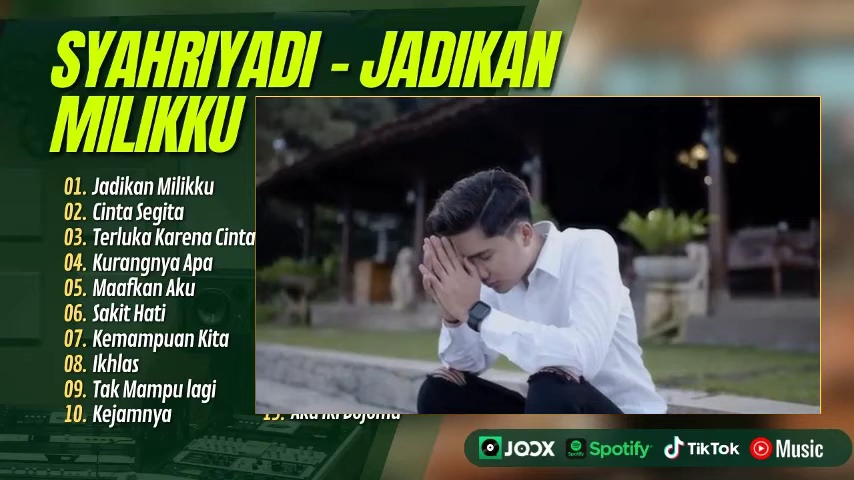 SYAHRIYADI - JADIKAN
MILIKKU
01. Jadikan Milikku
02. Cinta Segita
03. Terluka Karena Cinta
04. Kurangnya Apa
05. Maafkan Aku
06. Sakit Hati
07. Kemampuan Kita
08. Ikhlas
09. Tak Mampu lagi
10. Kejamnya
JOOX Spotify TikTok Music